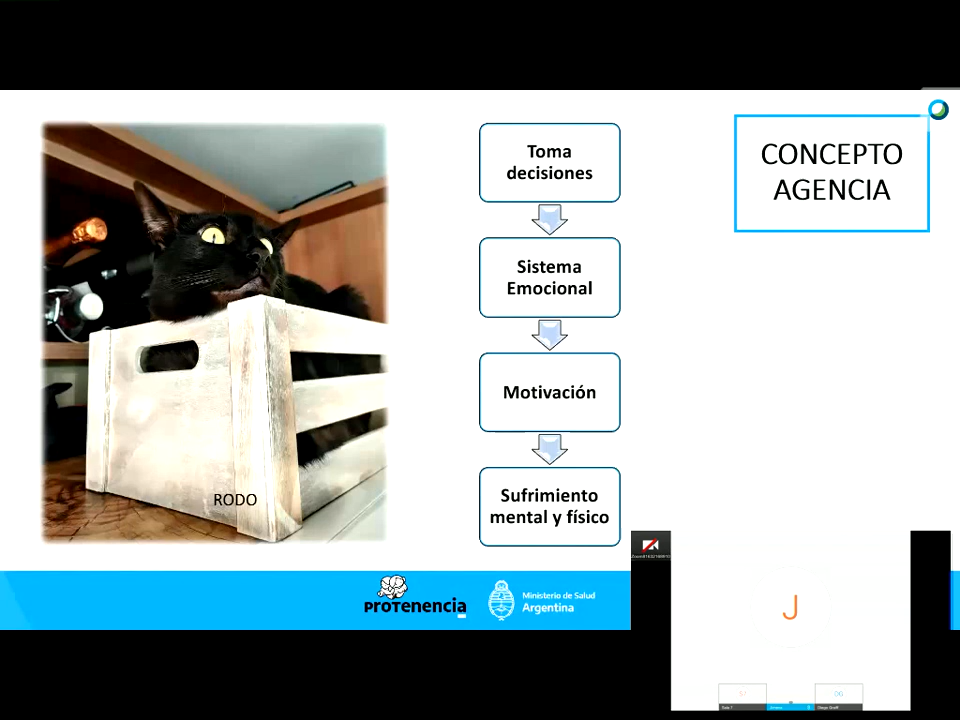 CONCEPTO
AGENCIA
Toma
decisiones
Sistema
Emocional
Motivación
Sufrimiento
mental y físico
RODO
PROTENENCIA
Ministerio de Salud
Argentina
J